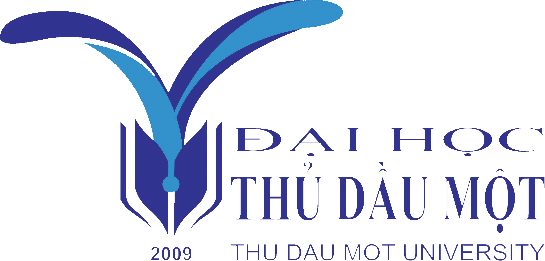 ĐẠI HỌC
THỦ DẦU MỘT
2009
THU DAU MOT UNIVERSITY